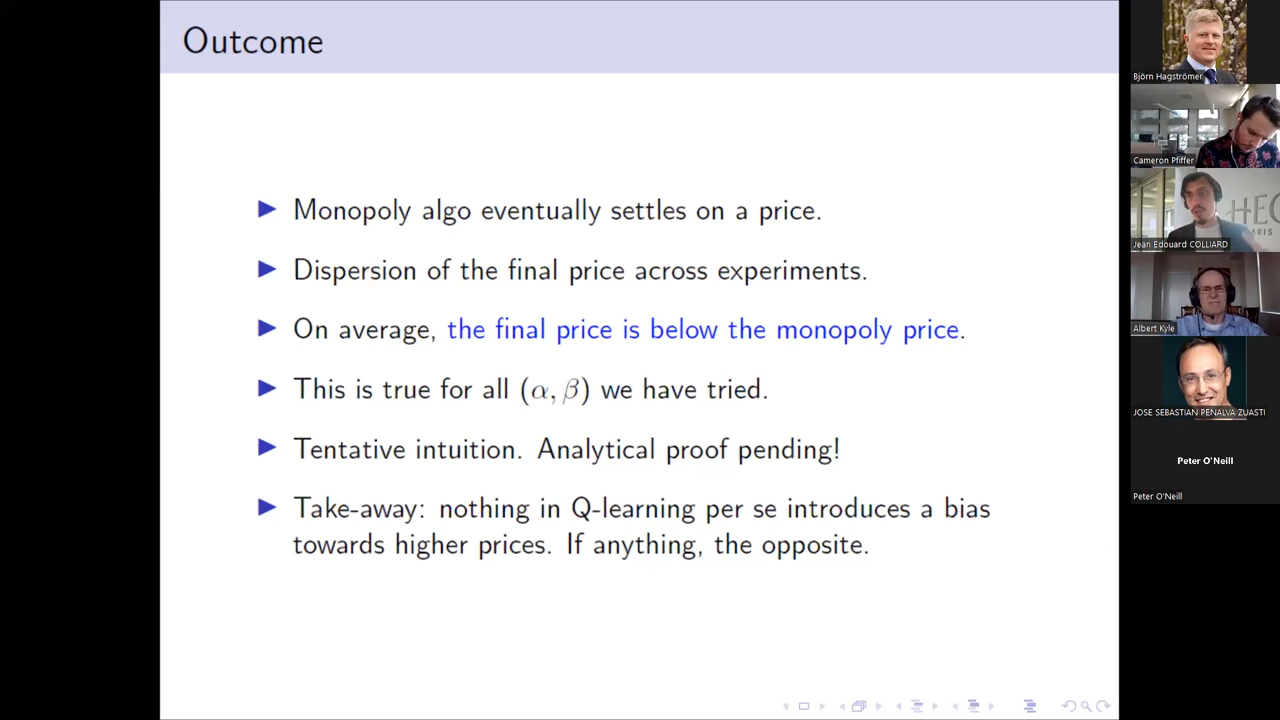 Outcome
Monopoly algo eventually settles on a price.
Dispersion of the final price across experiments.
On average, the final price is below the monopoly price.
This is true for all (α, β) we have tried.
Tentative intuition. Analytical proof pending!
Take-away: nothing in Q-learning per se introduces a bias
towards higher prices. If anything, the opposite.
Björn Hagströmer
Cameron Pfiffer
HEC
PARIS
Jean Edouard COLLIARD
Albert Kyle
JOSE SEBASTIAN PENALVA ZUASTI
Peter O'Neill
Peter O'Neill